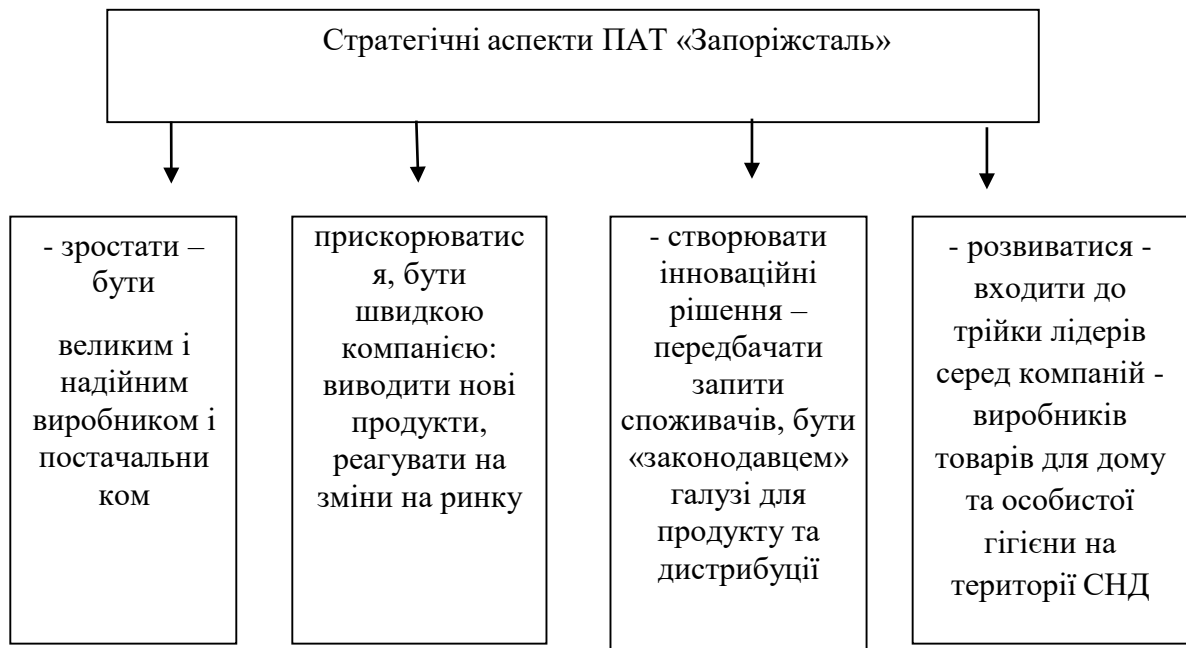 Стратегічні аспекти ПАТ «Запоріжсталь»
- зростати –
бути
великим і
надійним
виробником і
постачальни
ком
прискорюватис
я, бути
швидкою
компанією:
виводити нові
продукти,
реагувати на
зміни на ринку
- створювати
інноваційні
рішення –
передбачати
запити
споживачів, бути
«законодавцем»
галузі для
продукту та
дистрибуції
- розвиватися -
входити до
трійки лідерів
серед компаній -
виробників
товарів для дому
та особистої
гігієни на
території СНД